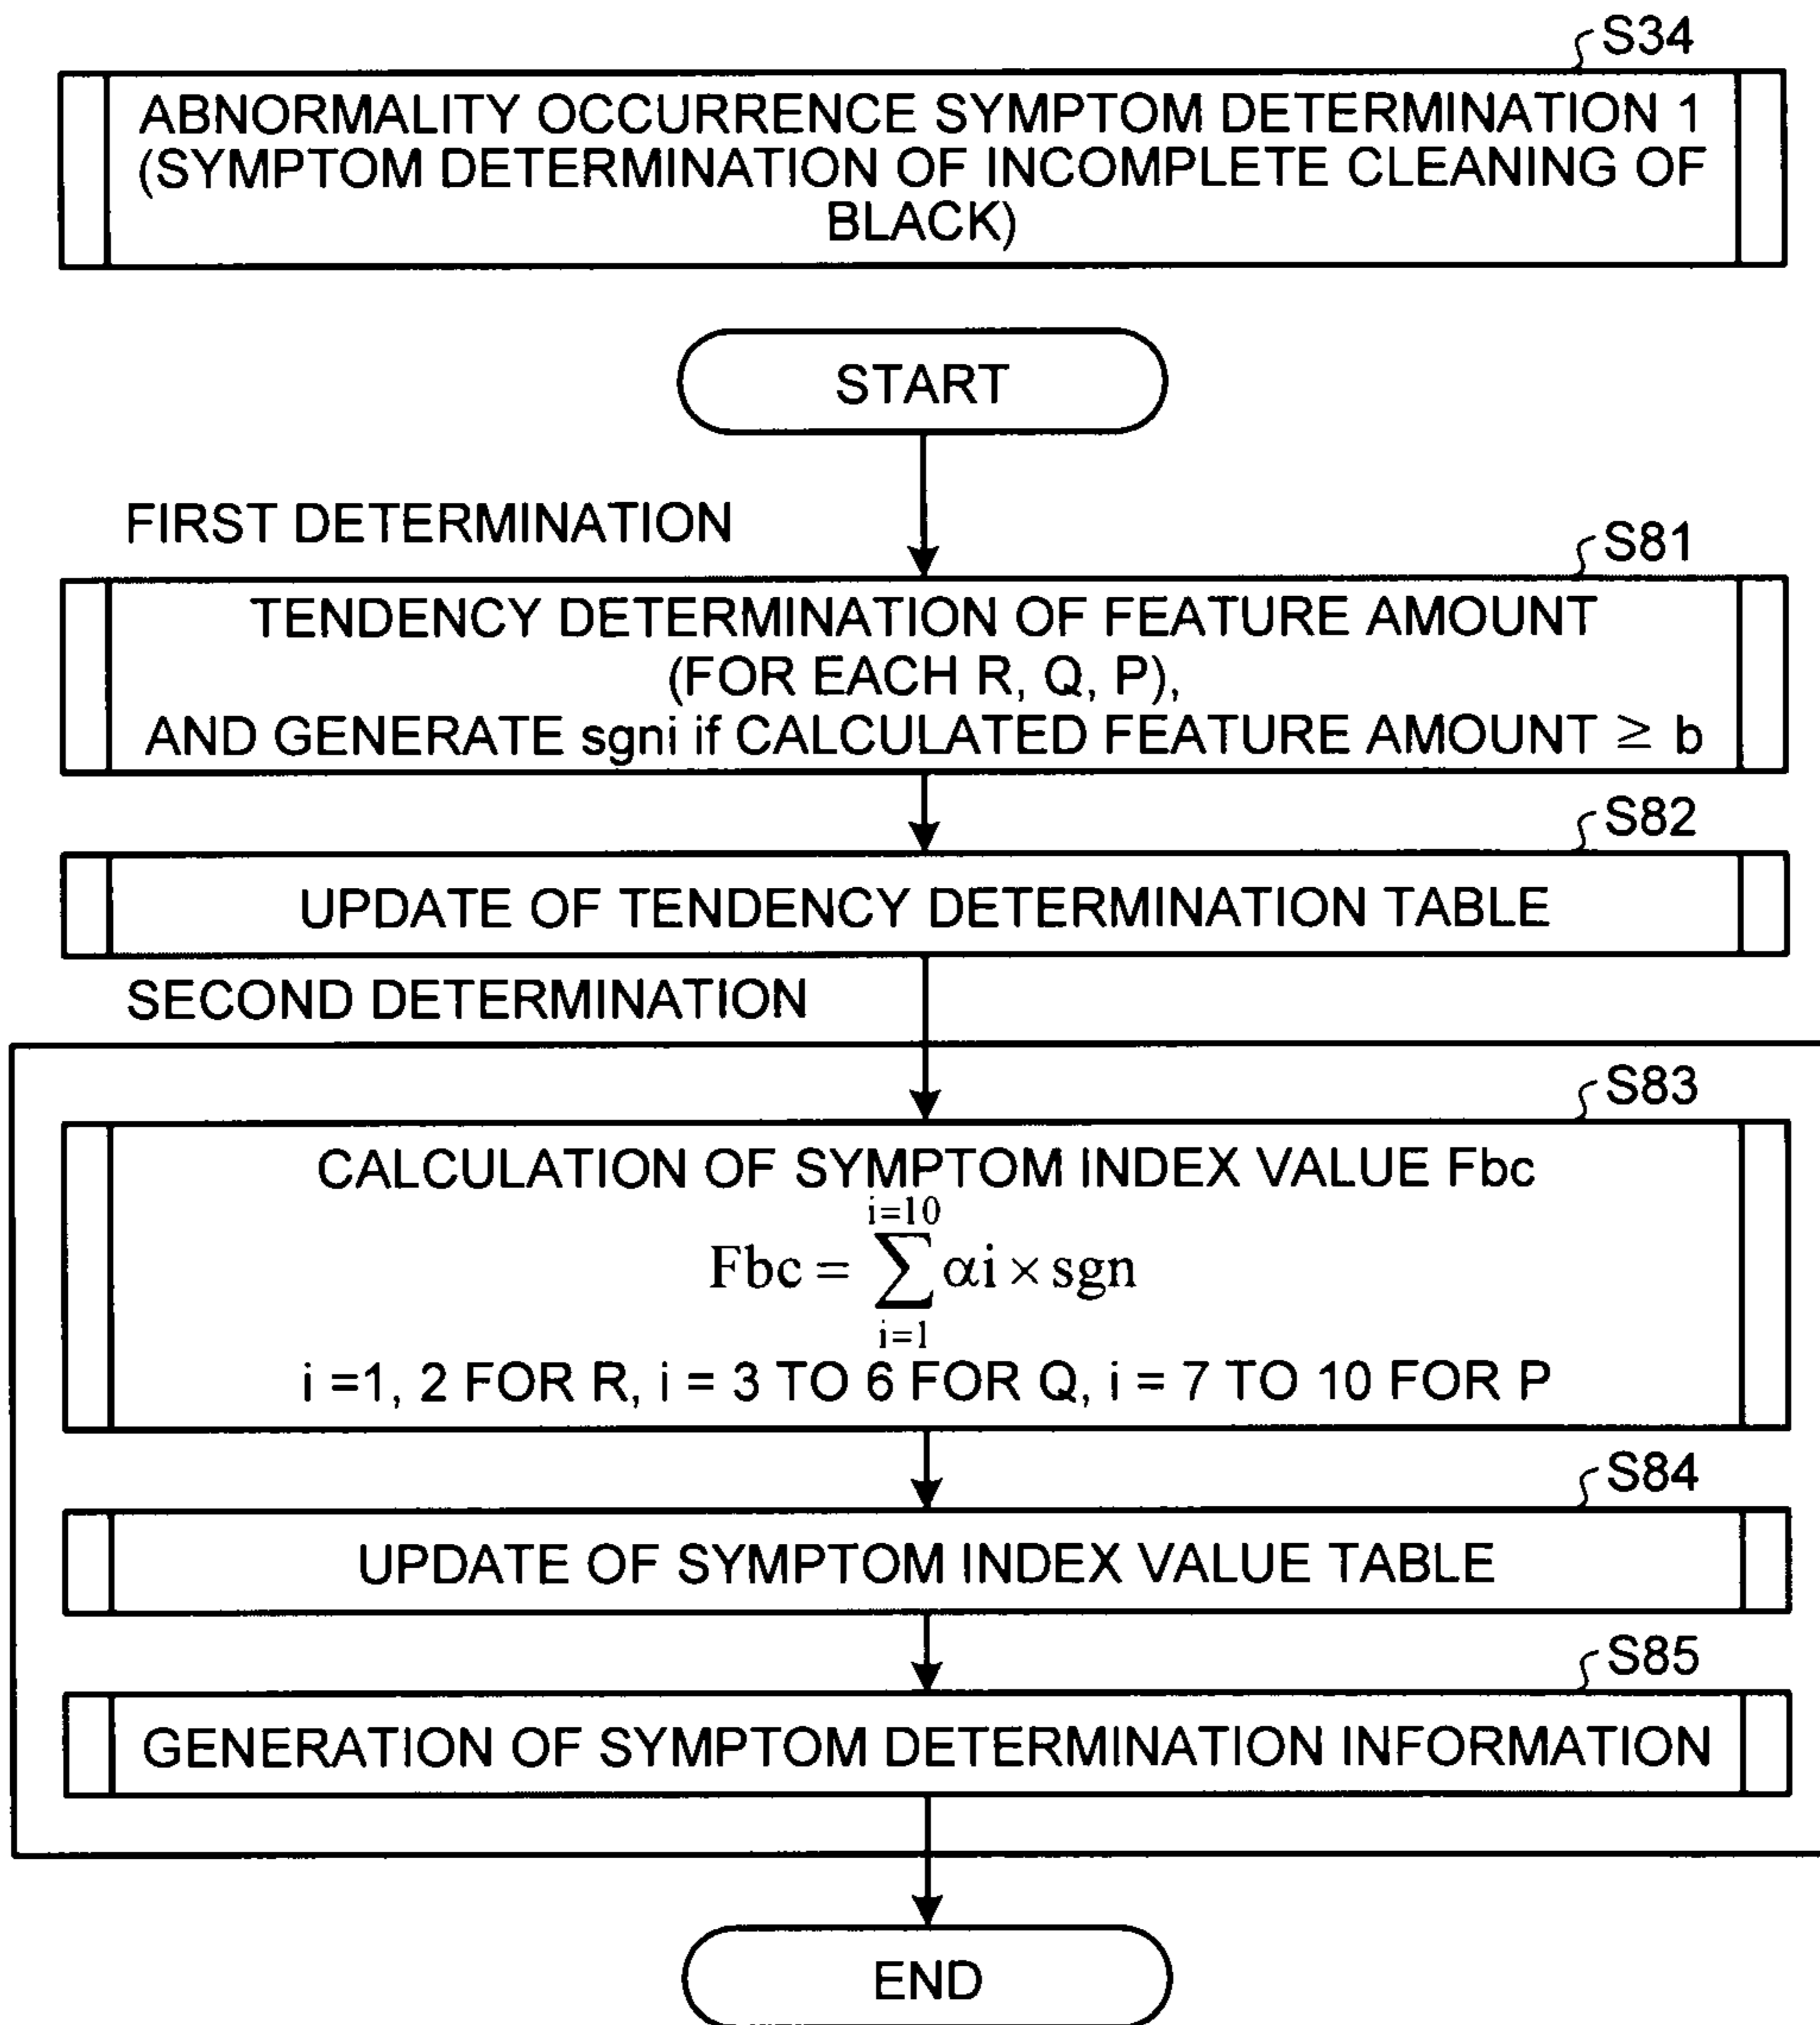 S34
ABNORMALITY OCCURRENCE SYMPTOM DETERMINATION 1
(SYMPTOM DETERMINATION OF INCOMPLETE CLEANING OF
BLACK)
START
FIRST DETERMINATION
S81
TENDENCY DETERMINATION OF FEATURE AMOUNT
(FOR EACH R, Q, P),
AND GENERATE sgni if CALCULATED FEATURE AMOUNT ≥ b
S82
UPDATE OF TENDENCY DETERMINATION TABLE
SECOND DETERMINATION
S83
CALCULATION OF SYMPTOM INDEX VALUE Fbc
i=10
Fbc = ∑ αi × sgn
i=1
i =1, 2 FOR R, i = 3 TO 6 FOR Q, i = 7 TO 10 FOR P
S84
UPDATE OF SYMPTOM INDEX VALUE TABLE
S85
GENERATION OF SYMPTOM DETERMINATION INFORMATION
END